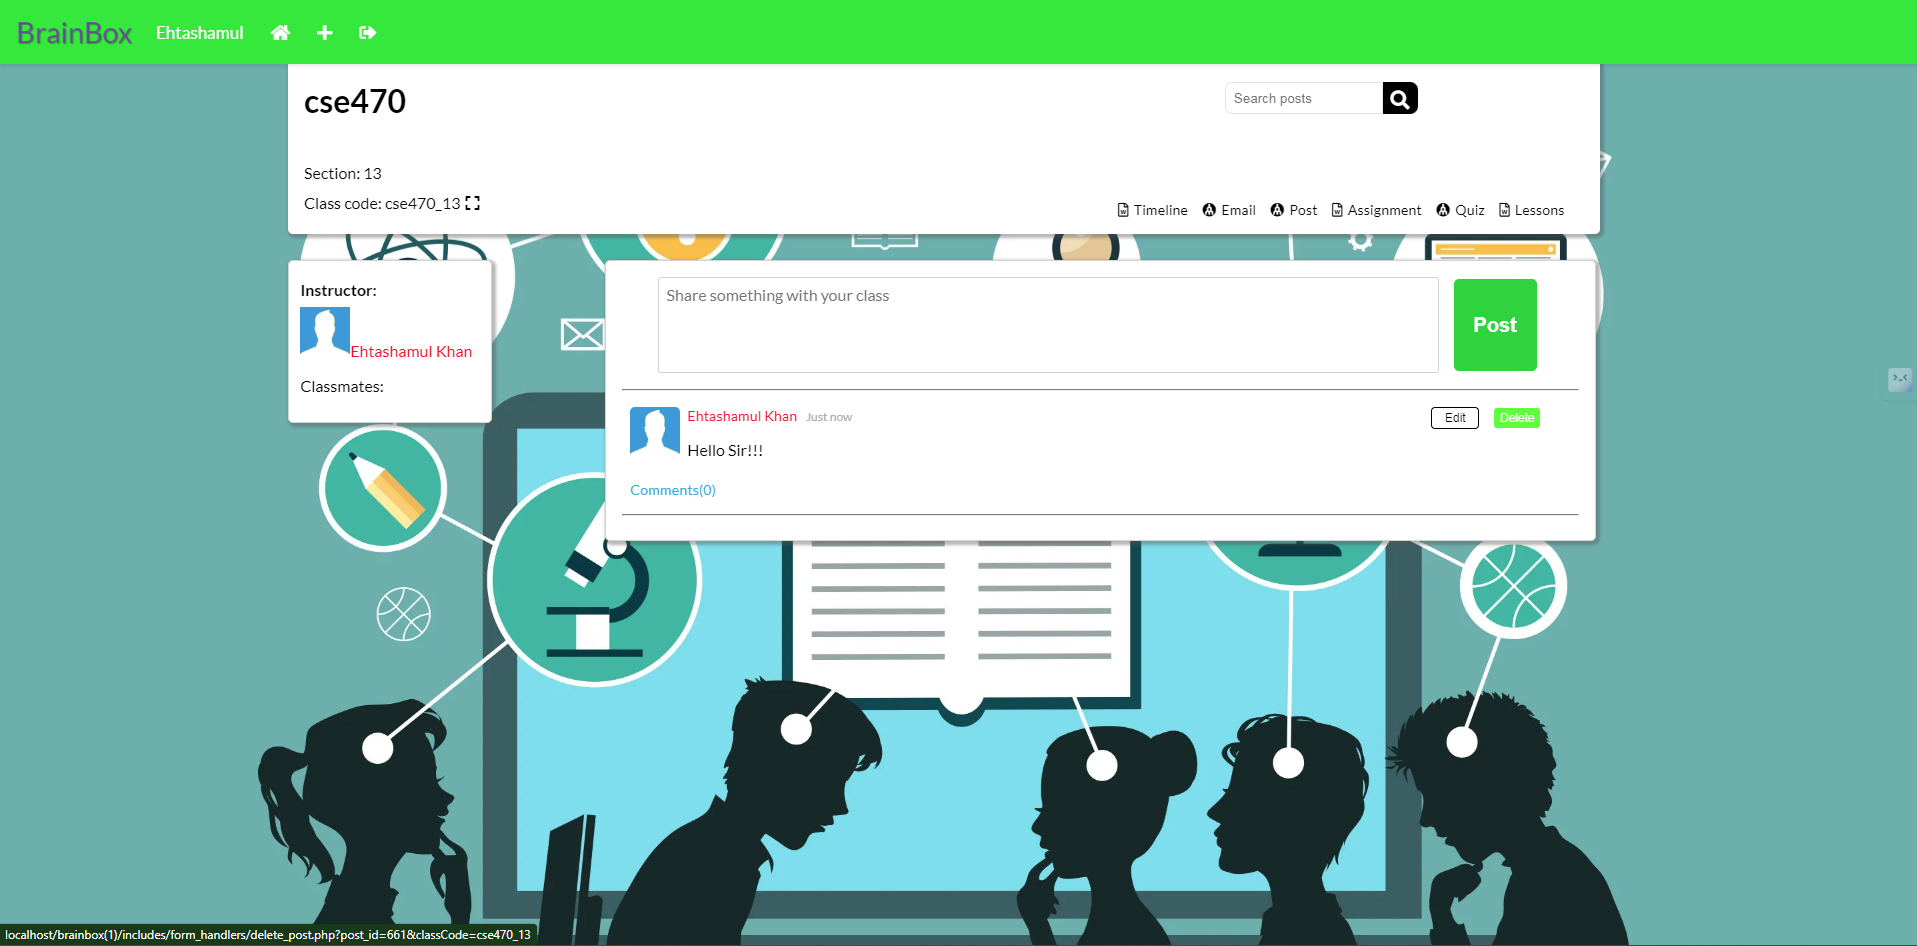 BrainBox Ehtashamul
cse470
Search posts
Section: 13
Class code: cse470_13
Timeline Email Post Assignment Quiz Lessons
Instructor:
Ehtashamul Khan
Classmates:
Share something with your class
Post
Ehtashamul Khan Just now
Edit Delete
Hello Sir!!!
Comments(0)
localhost/brainbox(1)/includes/form_handlers/delete_post.php?post_id=661&classCode=cse470_13